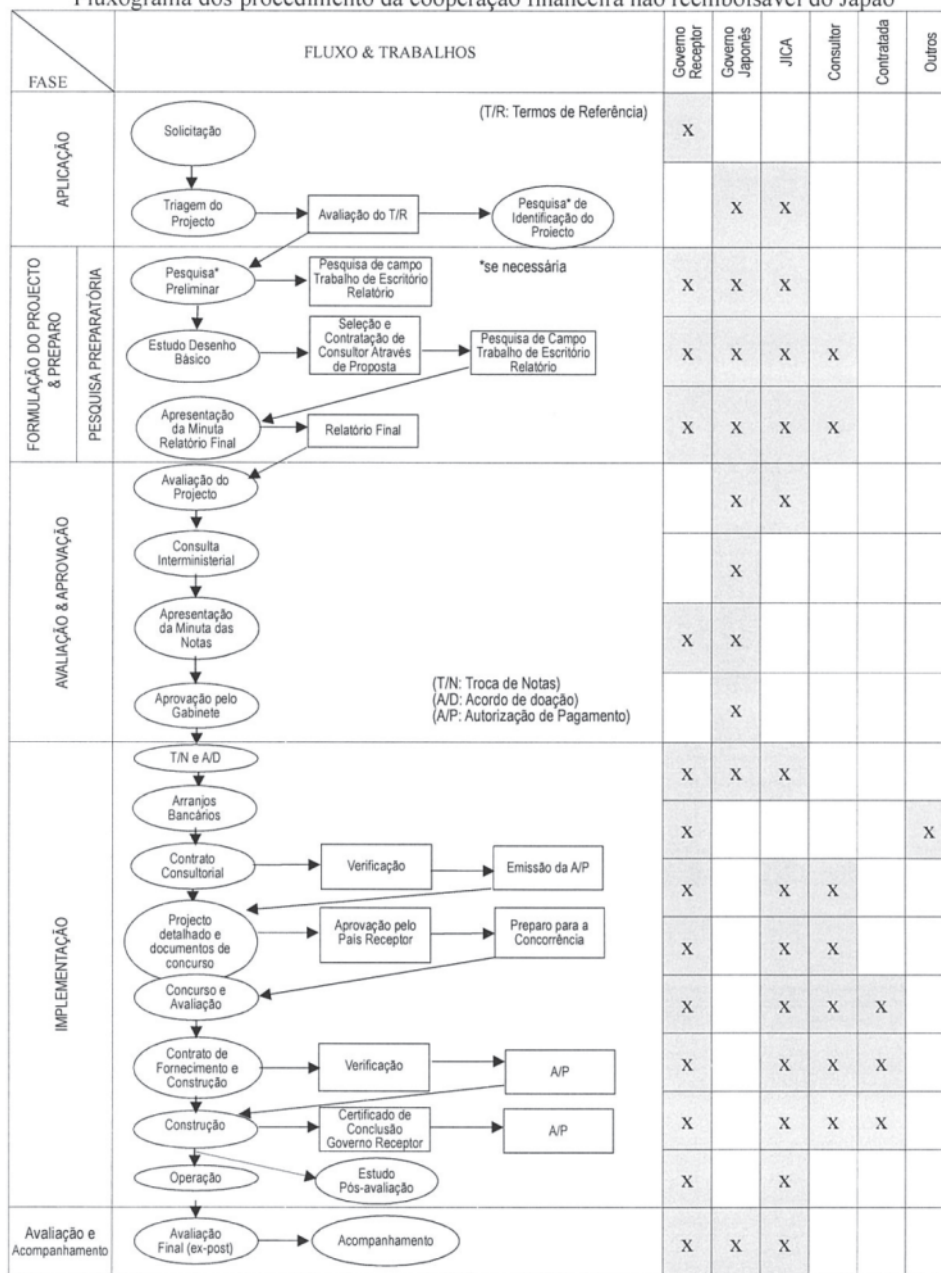 Fluxograma dos procedimento da cooperação financeira não reembolsável do Japão
FASE
FLUXO & TRABALHOS
Governo
Receptor
Governo
Japonês
JICA
Consultor
Contratada
Outros
APLICAÇÃO
Solicitação
(T/R: Termos de Referência)
X
Triagem do
Projecto
Avaliação do T/R
Pesquisa* de
Identificação do
Projecto
X X
FORMULAÇÃO DO PROJECTO
& PREPARO
PESQUISA PREPARATÓRIA
Pesquisa*
Preliminar
Pesquisa de campo
Trabalho de Escritório
Relatório
*se necessária
X X X
Estudo Desenho
Básico
Seleção e
Contratação de
Consultor Através
de Proposta
Pesquisa de Campo
Trabalho de Escritório
Relatório
X X X X
Apresentação
da Minuta
Relatório Final
Relatório Final
X X X X
AVALIAÇÃO & APROVAÇÃO
Avaliação do
Projecto
X X
Consulta
Interministerial
X
Apresentação
da Minuta das
Notas
X X
Aprovação pelo
Gabinete
(T/N: Troca de Notas)
(A/D: Acordo de doação)
(A/P: Autorização de Pagamento)
X
IMPLEMENTAÇÃO
T/N e A/D
X X X
Arranjos
Bancários
X X
Contrato
Consultorial
Verificação
Emissão da A/P
X X X
Projecto
detalhado e
documentos de
concurso
Aprovação pelo
País Receptor
Preparo para a
Concorrência
X X X
Concurso e
Avaliação
X X X X
Contrato de
Fornecimento e
Construção
Verificação
A/P
X X X X
Construção
Certificado de
Conclusão
Governo Receptor
A/P
X X X X
Operação
Estudo
Pós-avaliação
X X
Avaliação e
Acompanhamento
Avaliação
Final (ex-post)
Acompanhamento
X X X